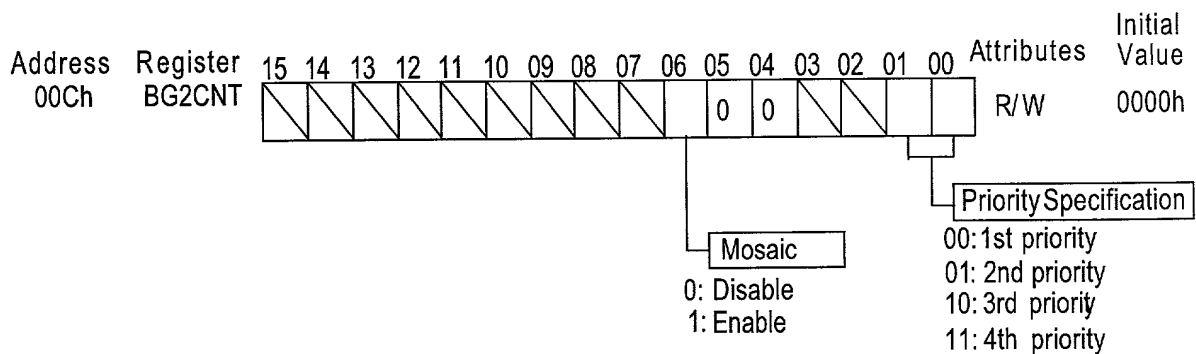 Address Register 15 14 13 12 11 10 09 08 07 06 05 04 03 02 01 00 Attributes Initial Value
00Ch BG2CNT 0 0 R/W 0000h
Priority Specification
00: 1st priority
01: 2nd priority
10: 3rd priority
11: 4th priority
Mosaic
0: Disable
1: Enable